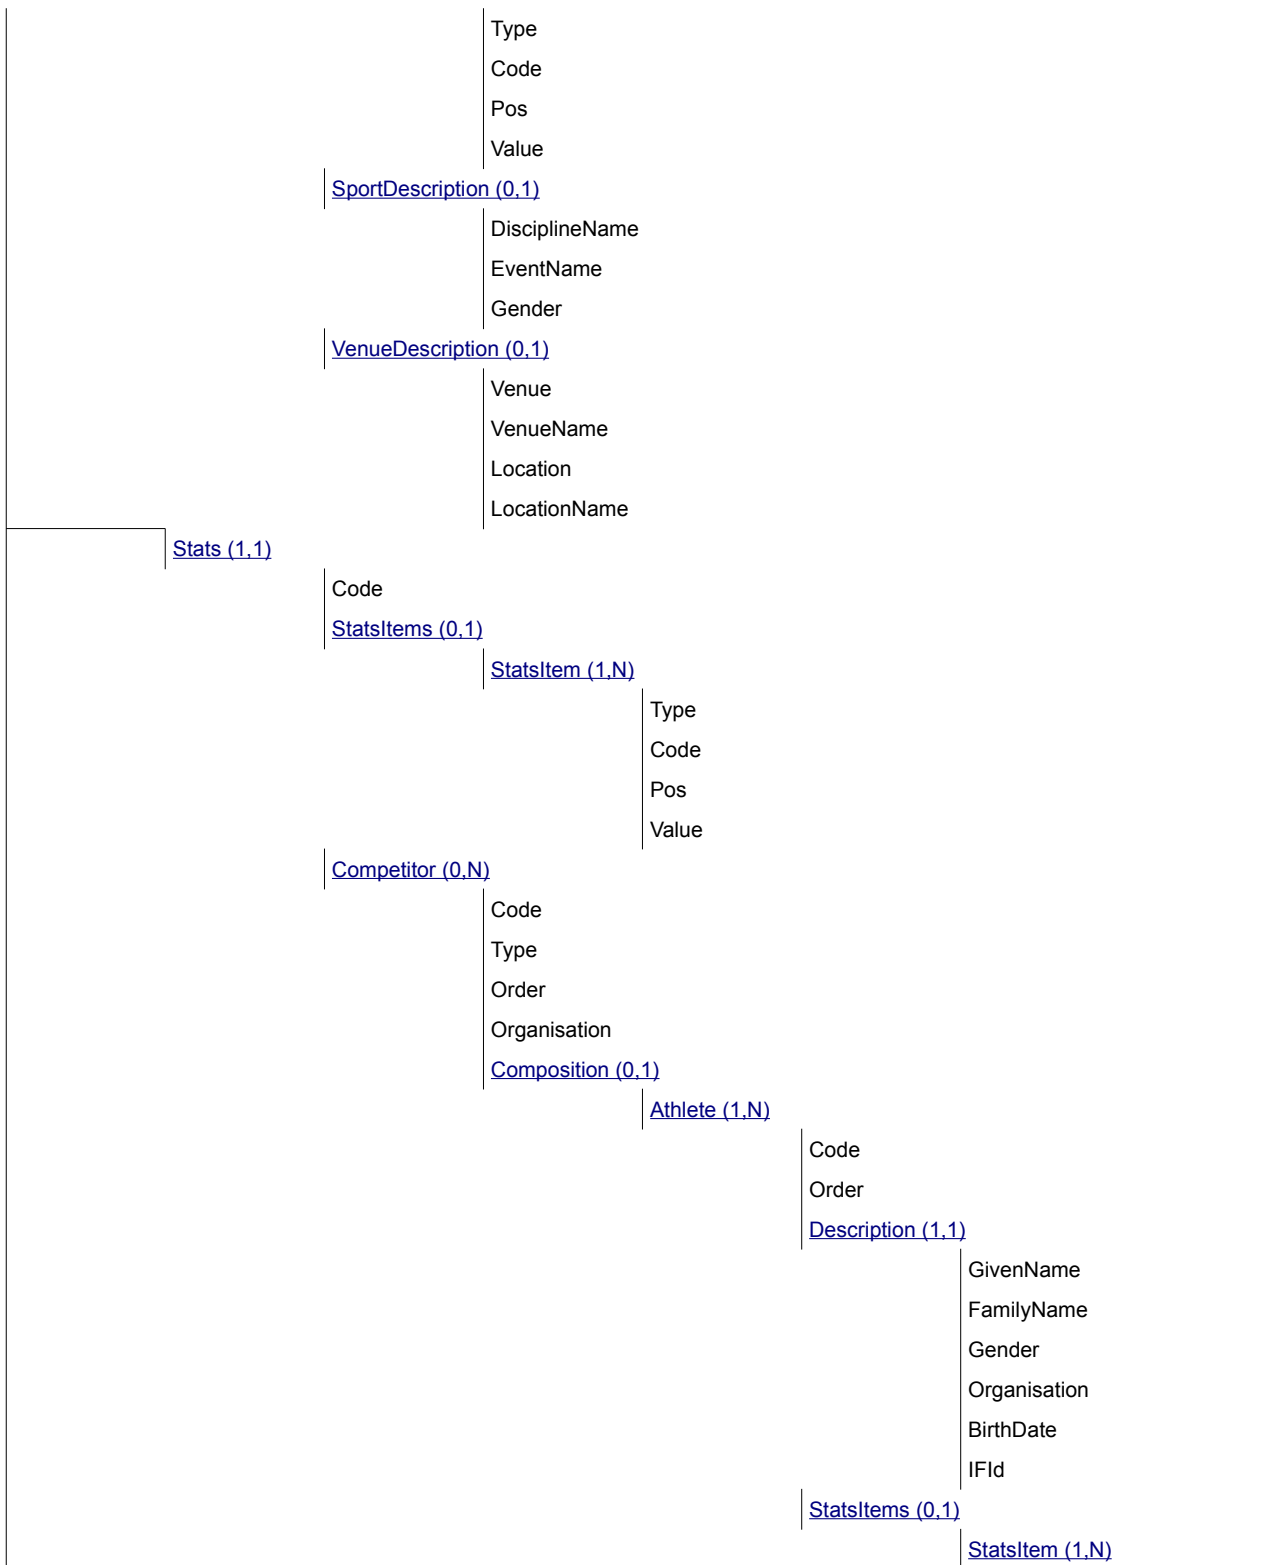 Type
Code
Pos
Value
SportDescription (0,1)
DisciplineName
EventName
Gender
VenueDescription (0,1)
Venue
VenueName
Location
LocationName
Stats (1,1)
Code
StatsItems (0,1)
StatsItem (1,N)
Type
Code
Pos
Value
Competitor (0,N)
Code
Type
Order
Organisation
Composition (0,1)
Athlete (1,N)
Code
Order
Description (1,1)
GivenName
FamilyName
Gender
Organisation
BirthDate
IFId
StatsItems (0,1)
StatsItem (1,N)